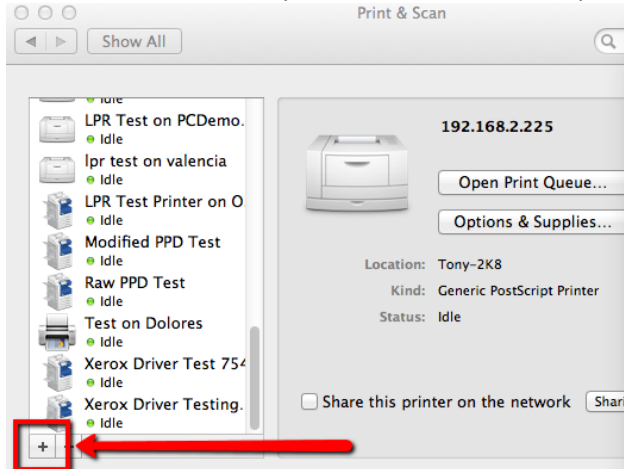 Print & Scan
Show All
Idle
LPR Test on PCDemo.
Idle
lpr test on valencia
Idle
LPR Test Printer on O
Idle
Modified PPD Test
Idle
Raw PPD Test
Idle
Test on Dolores
Idle
Xerox Driver Test 754
Idle
Xerox Driver Testing.
Idle
+
192.168.2.225
Open Print Queue...
Options & Supplies...
Location: Tony-2K8
Kind: Generic PostScript Printer
Status: Idle
Share this printer on the network Shari